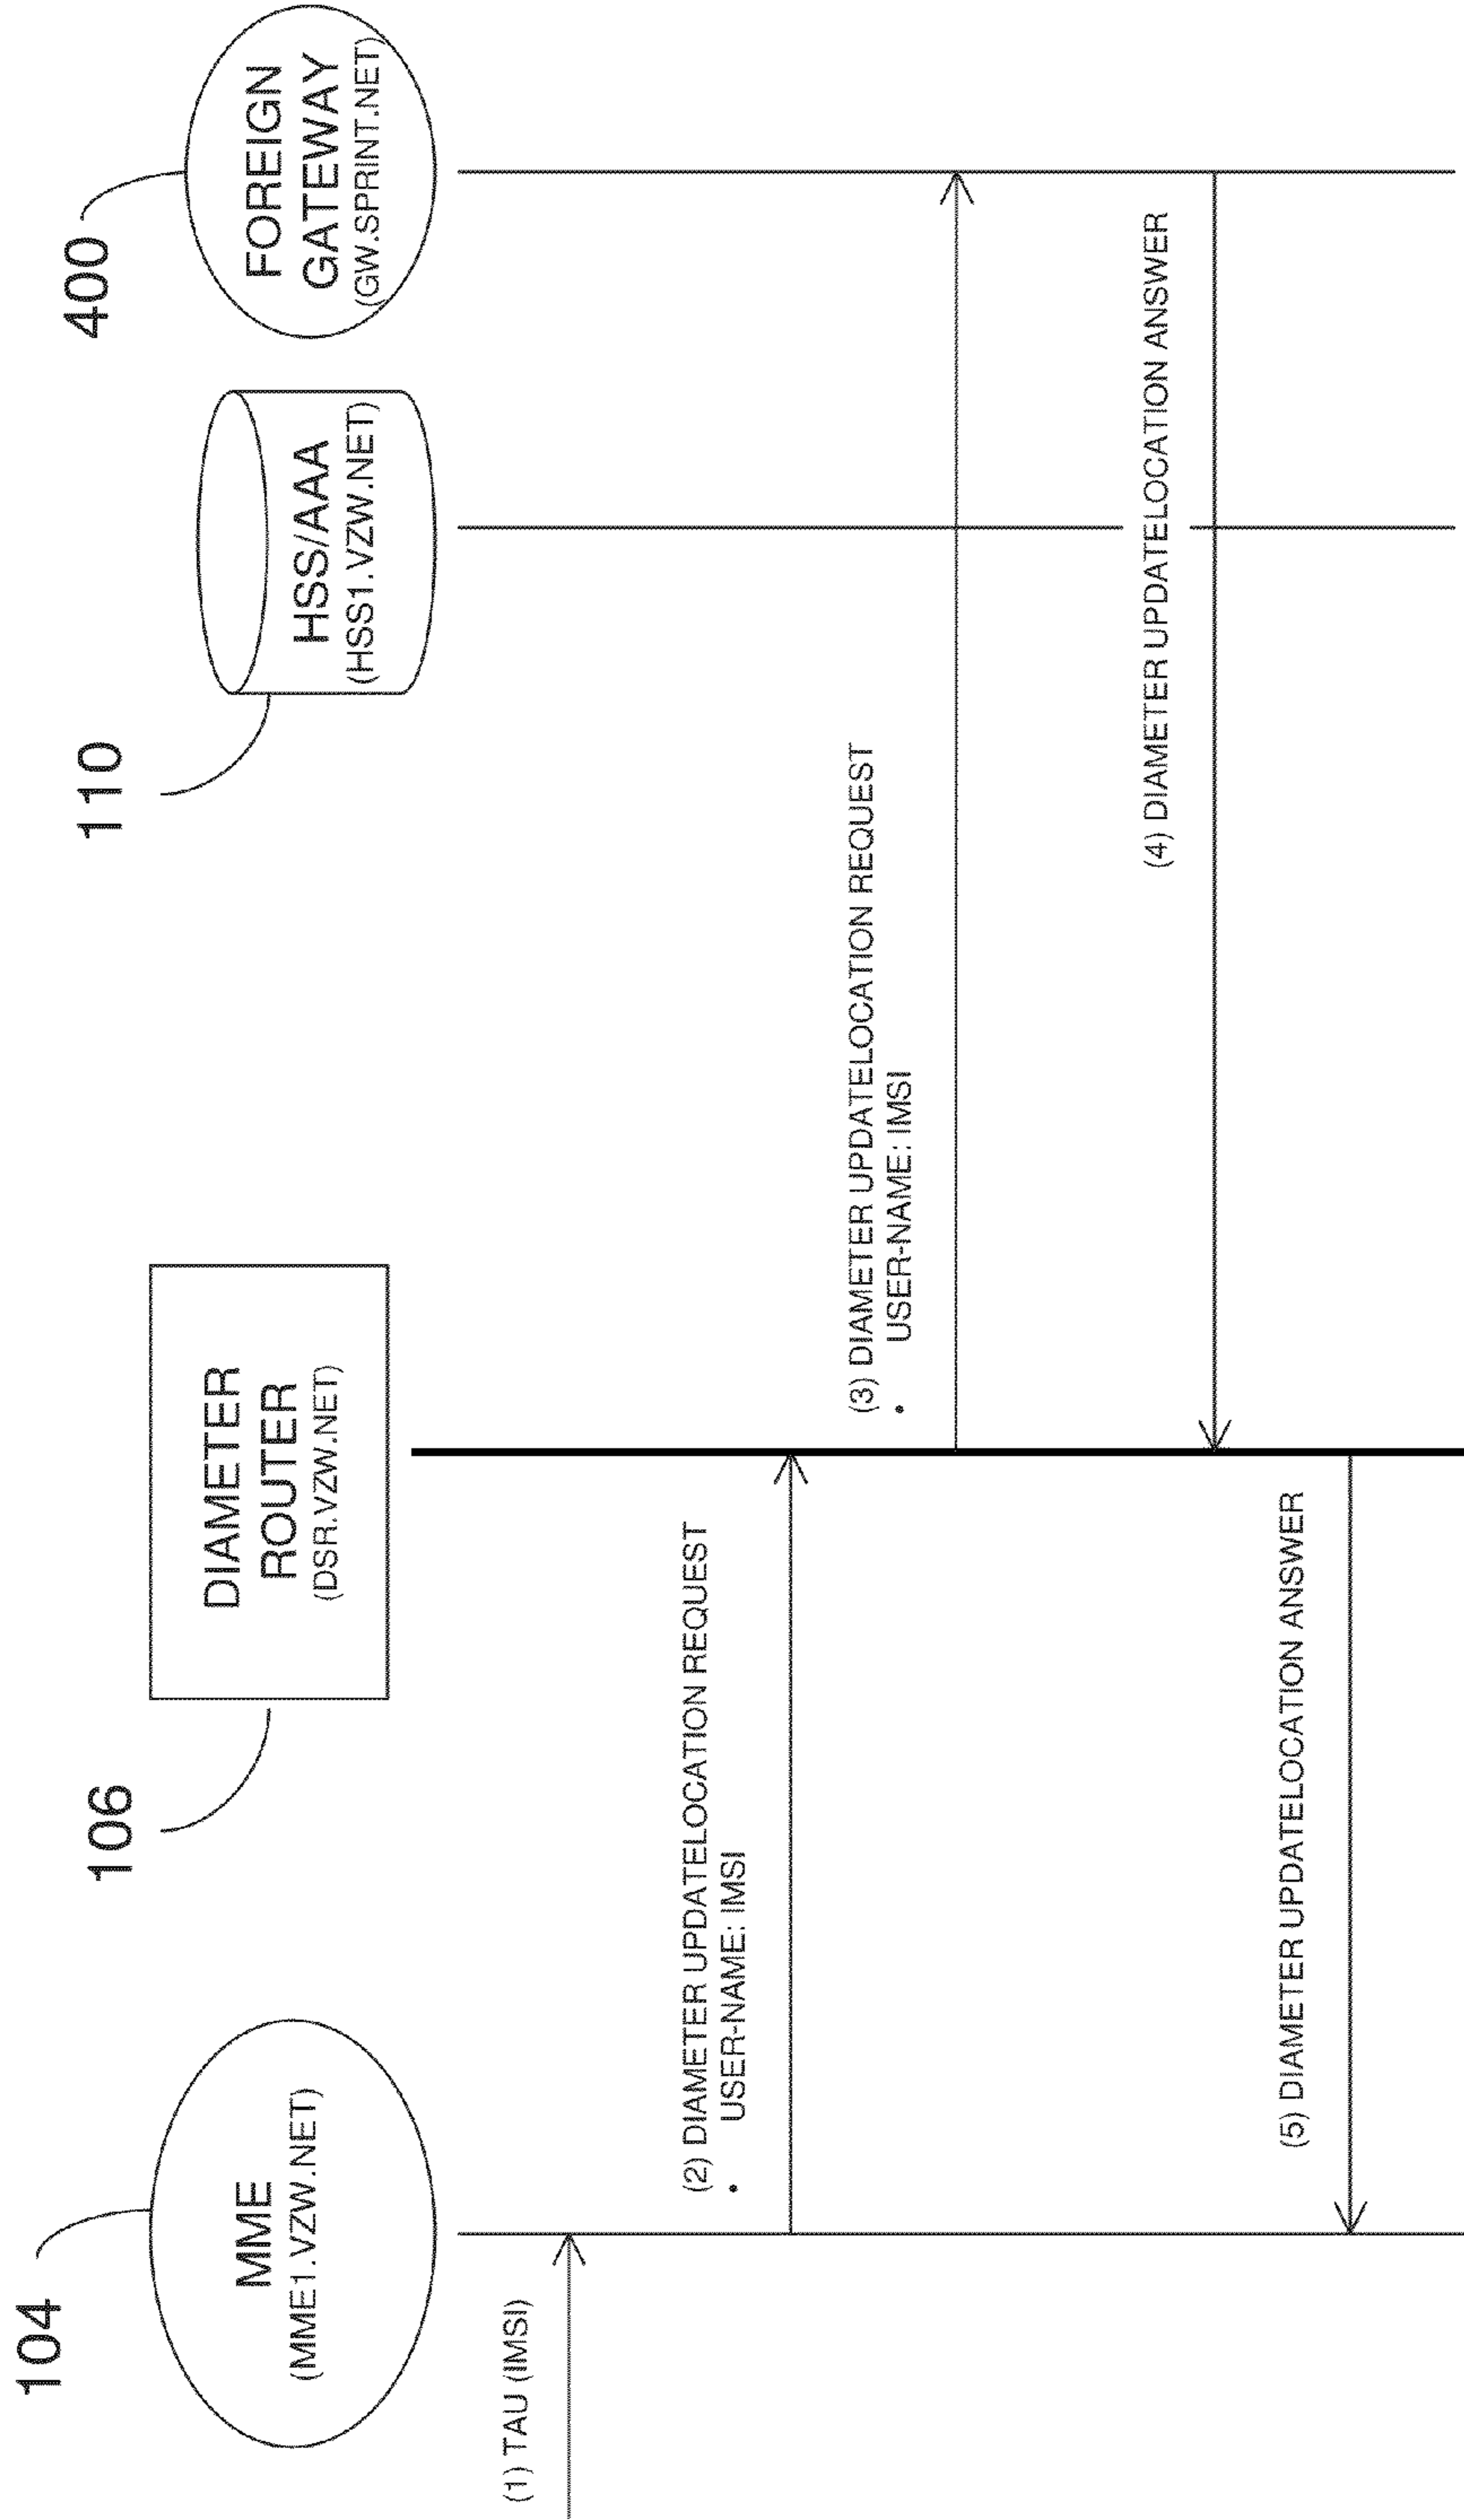 104
MME
(MME1.VZW.NET)
106
DIAMETER
ROUTER
(DSR.VZW.NET)
110
HSS/AAA
(HSS1.VZW.NET)
400
FOREIGN
GATEWAY
(GW.SPRINT.NET)
(1) TAU (IMSI)
(2) DIAMETER UPDATELOCATION REQUEST
• USER-NAME: IMSI
(3) DIAMETER UPDATELOCATION REQUEST
• USER-NAME: IMSI
(4) DIAMETER UPDATELOCATION ANSWER
(5) DIAMETER UPDATELOCATION ANSWER